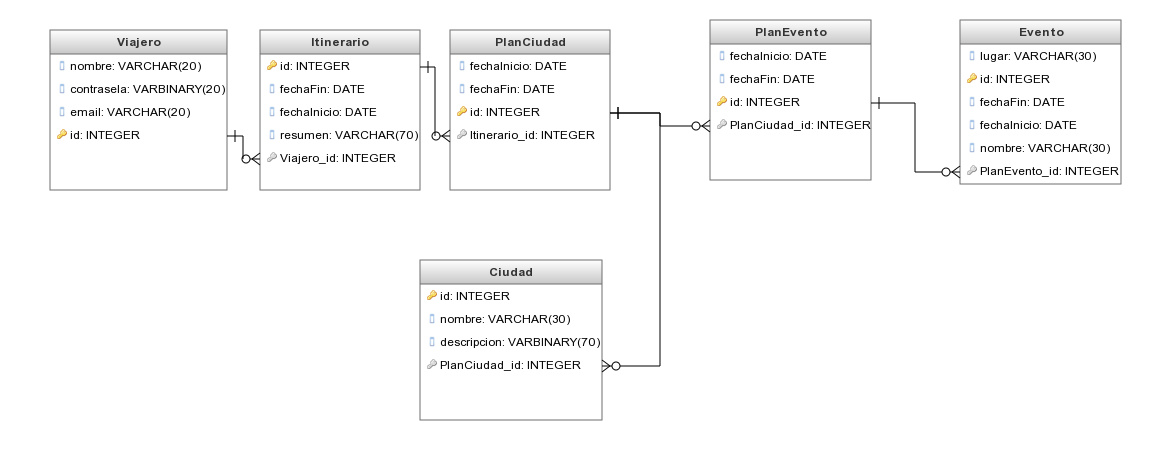 Viajero
nombre: VARCHAR(20)
contrasela: VARBINARY(20)
email: VARCHAR(20)
id: INTEGER
Itinerario
id: INTEGER
fechaFin: DATE
fechaInicio: DATE
resumen: VARCHAR(70)
Viajero_id: INTEGER
PlanCiudad
fechaInicio: DATE
fechaFin: DATE
id: INTEGER
Itinerario_id: INTEGER
PlanEvento
fechaInicio: DATE
fechaFin: DATE
id: INTEGER
PlanCiudad_id: INTEGER
Evento
lugar: VARCHAR(30)
id: INTEGER
fechaFin: DATE
fechaInicio: DATE
nombre: VARCHAR(30)
PlanEvento_id: INTEGER
Ciudad
id: INTEGER
nombre: VARCHAR(30)
descripcion: VARBINARY(70)
PlanCiudad_id: INTEGER